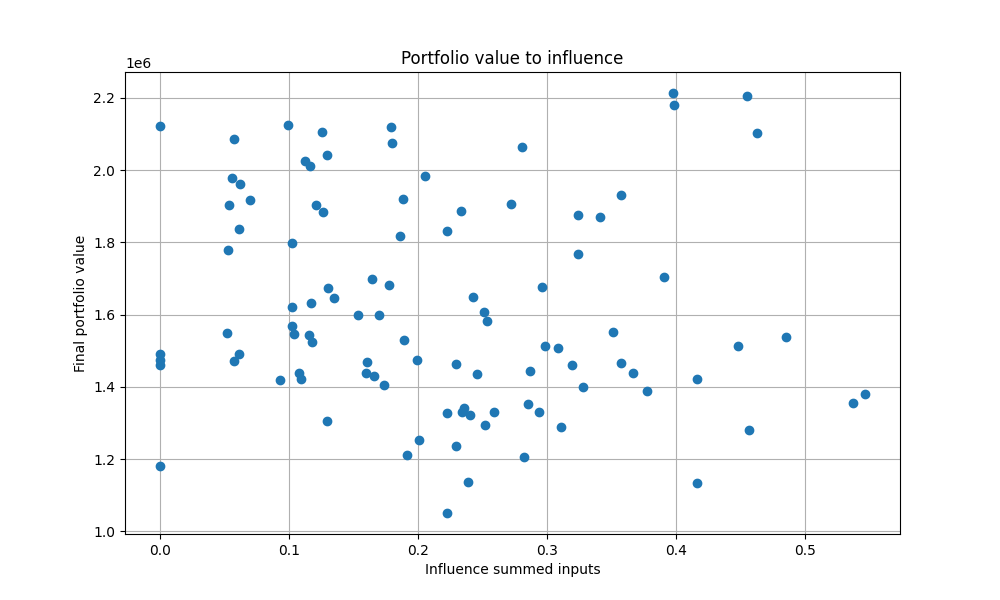 Portfolio value to influence
1e6
2.2
2.0
1.8
1.6
1.4
1.2
1.0
Final portfolio value
0.0 0.1 0.2 0.3 0.4 0.5
Influence summed inputs